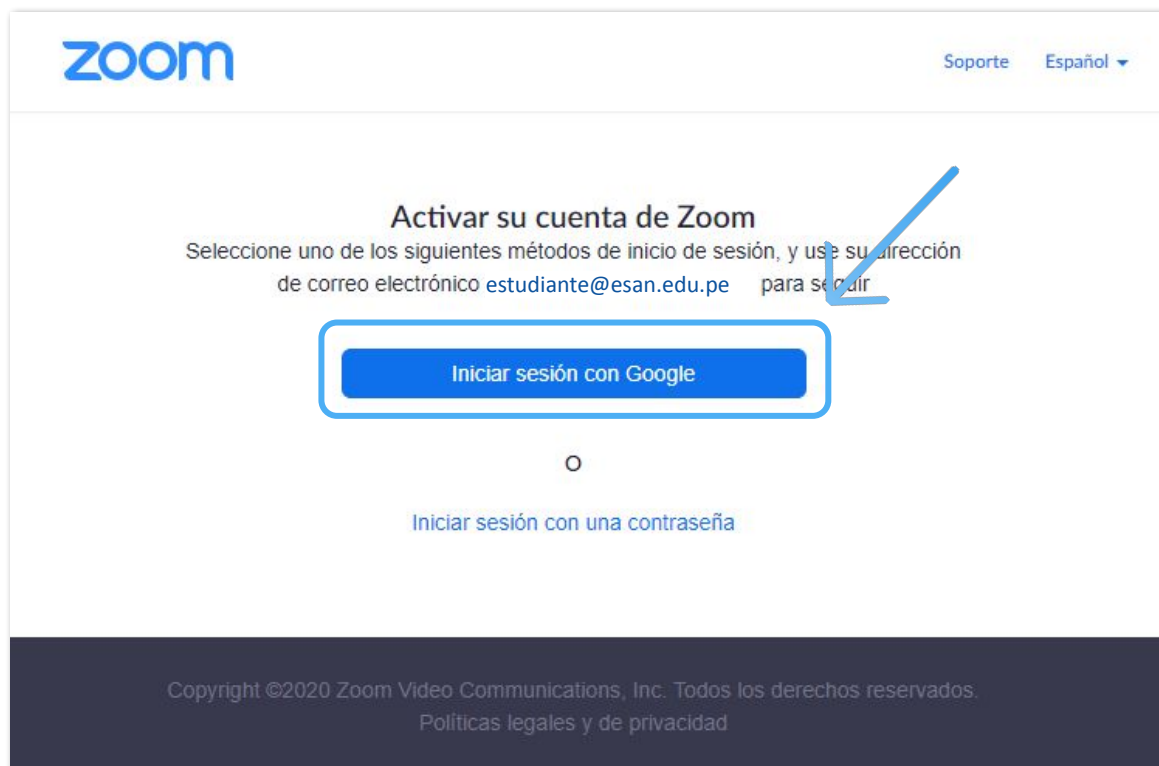 zoom
Soporte Español
Activar su cuenta de Zoom
Seleccione uno de los siguientes métodos de inicio de sesión, y use su dirección
de correo electrónico estudiante@esan.edu.pe para seguir
Iniciar sesión con Google
O
Iniciar sesión con una contraseña
Copyright ©2020 Zoom Video Communications, Inc. Todos los derechos reservados.
Políticas legales y de privacidad